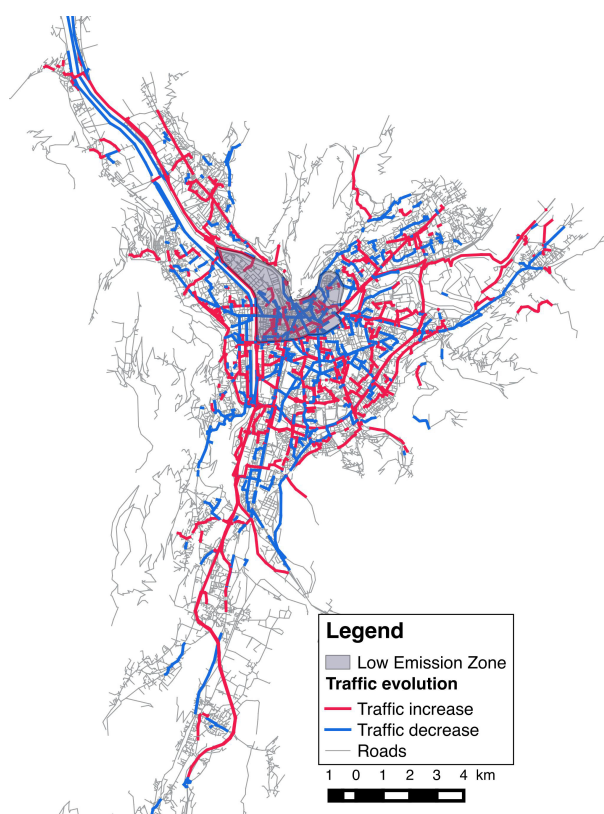 Legend
Low Emission Zone
Traffic evolution
Traffic increase
Traffic decrease
Roads
1 0 1 2 3 4 km